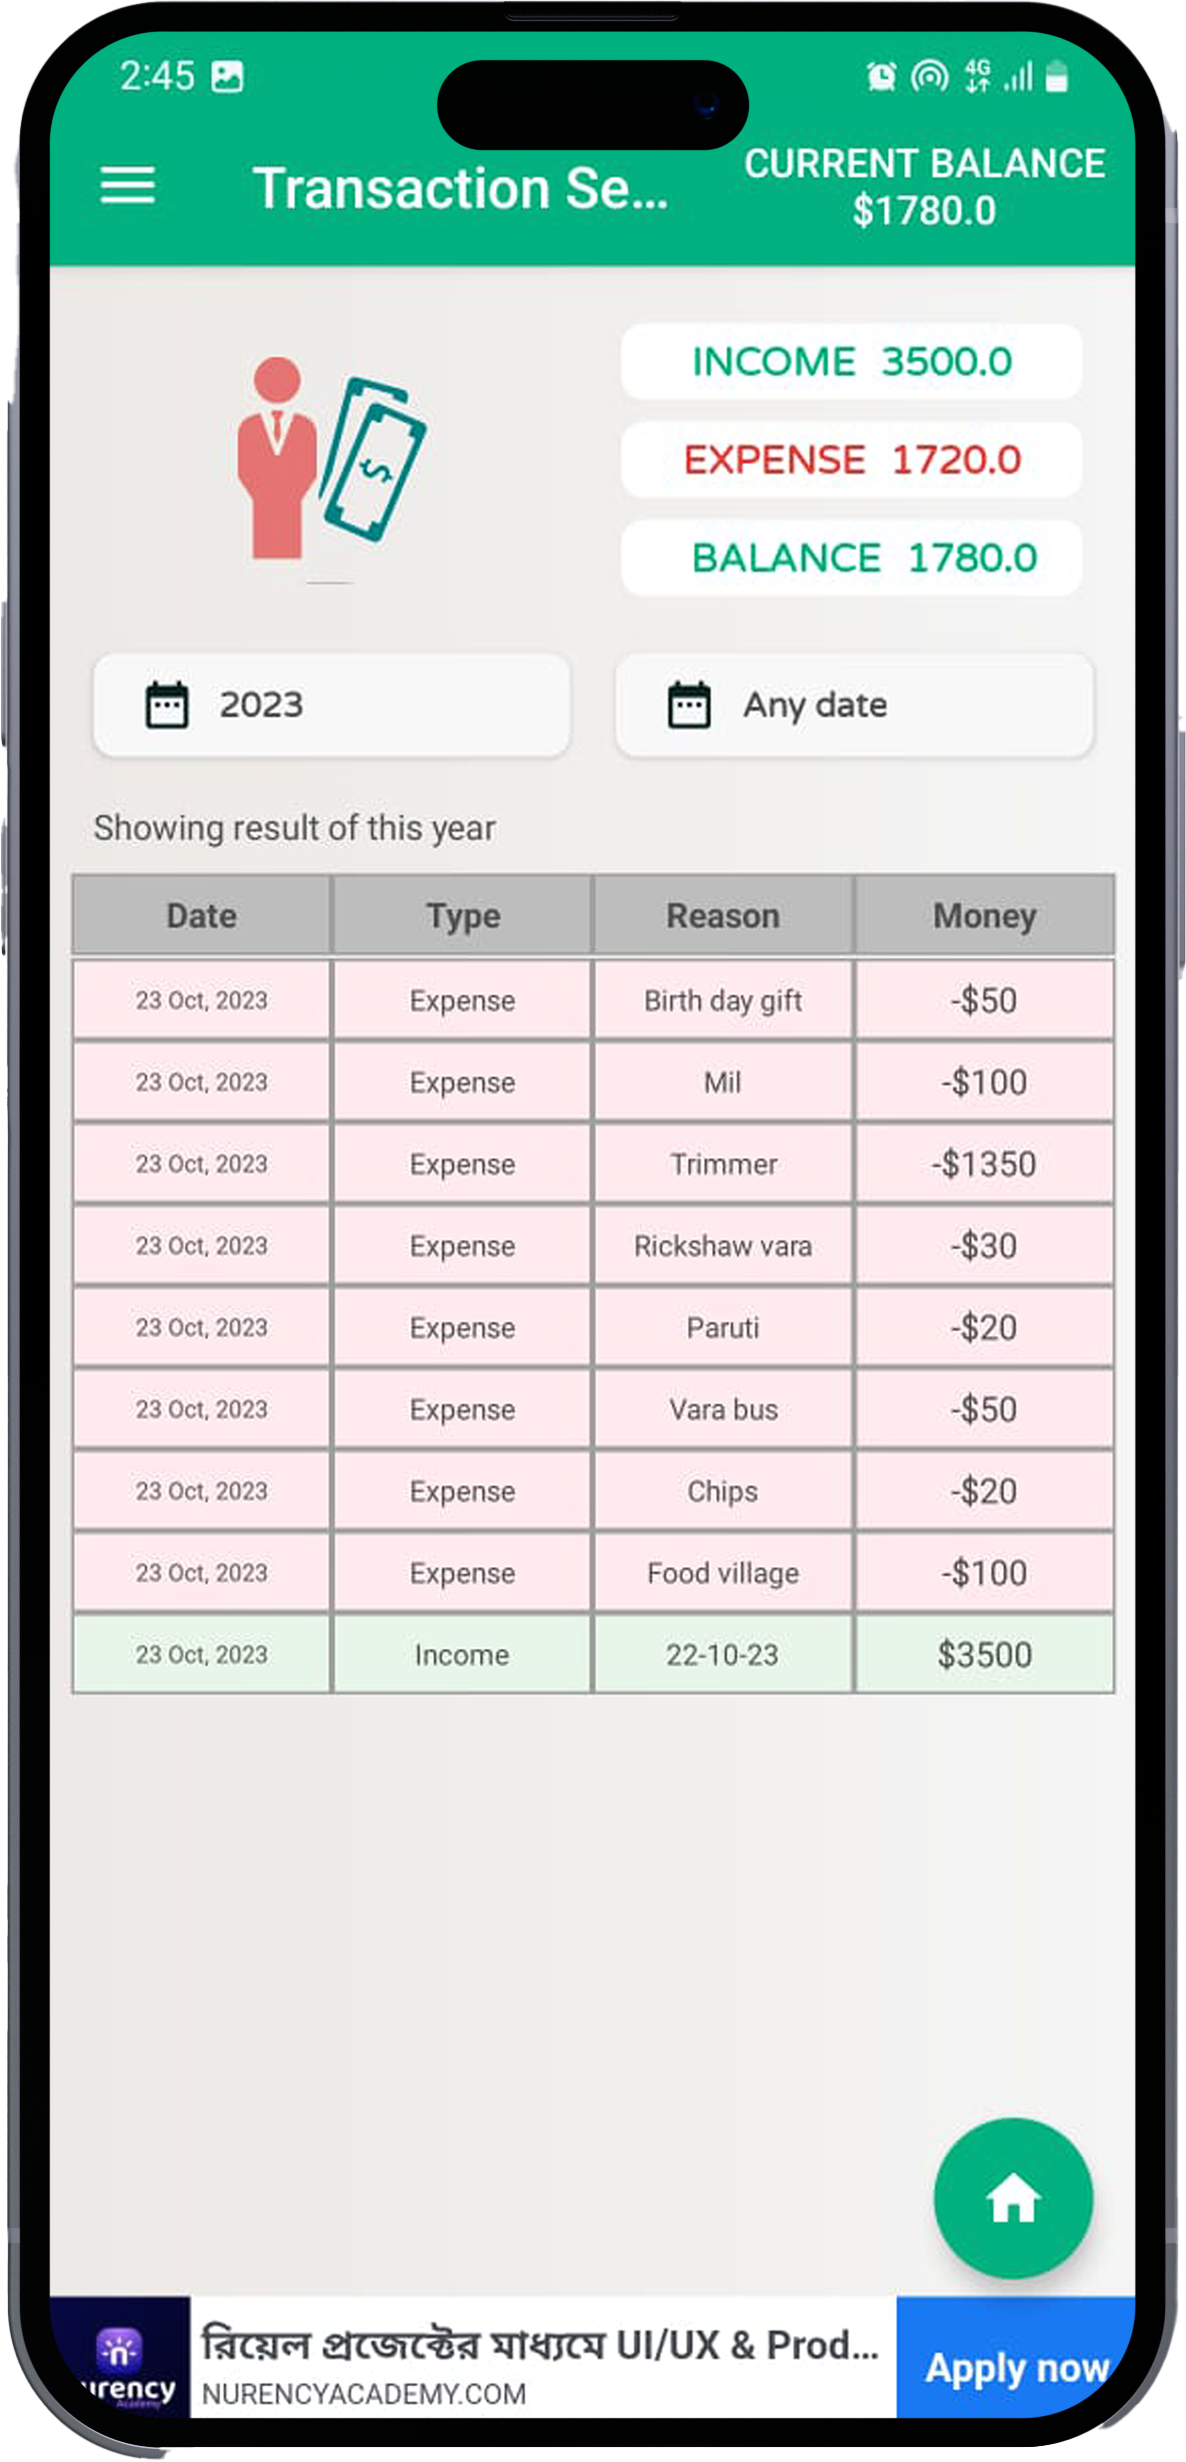 2:45
4G
Transaction Se...
CURRENT BALANCE
$1780.0
INCOME 3500.0
EXPENSE 1720.0
BALANCE 1780.0
2023
Any date
Showing result of this year
Date Type Reason Money
23 Oct, 2023 Expense Birth day gift -$50
23 Oct, 2023 Expense Mil -$100
23 Oct, 2023 Expense Trimmer -$1350
23 Oct, 2023 Expense Rickshaw vara -$30
23 Oct, 2023 Expense Paruti -$20
23 Oct, 2023 Expense Vara bus -$50
23 Oct, 2023 Expense Chips -$20
23 Oct, 2023 Expense Food village -$100
23 Oct, 2023 Income 22-10-23 $3500
রিয়েল প্রজেক্টের মাধ্যমে UI/UX & Prod...
NURENCYACADEMY.COM
urency
Academy
Apply now